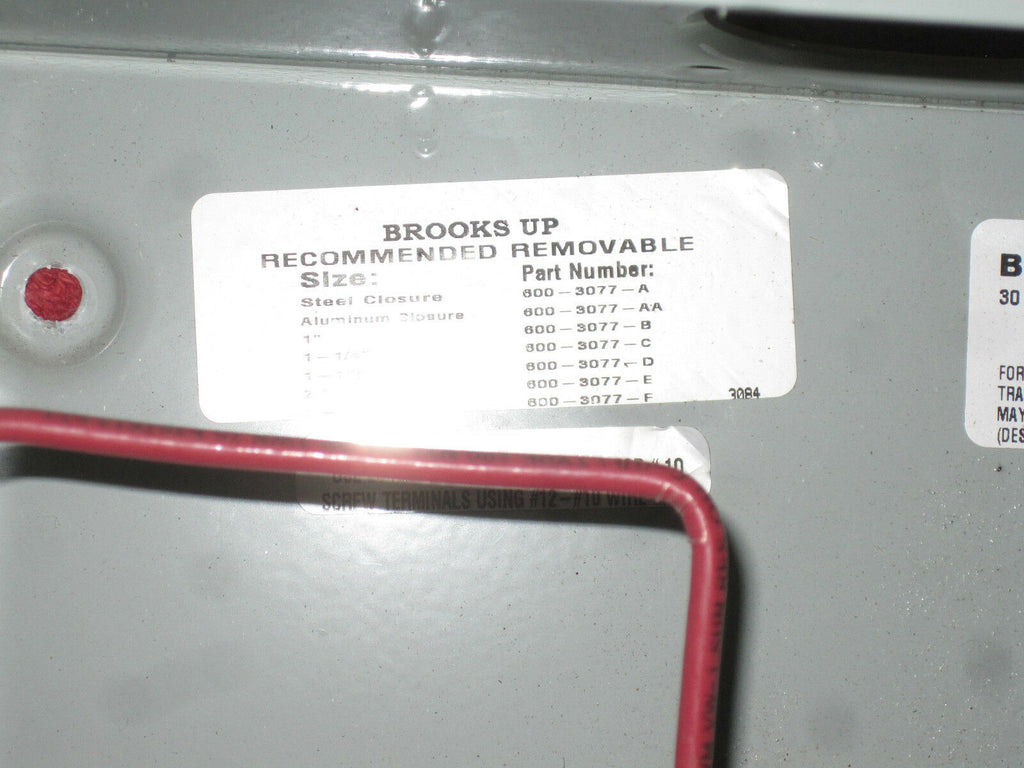 BROOKS UP
RECOMMENDED REMOVABLE
Size: Part Number:
Steel Closure 600-3077-A
Aluminum Closure 600-3077-AA
1" 600-3077-B
600-3077-C
600-3077-D
600-3077-E
600-3077-F
3084
#10
SCREW TERMINALS USING #12-#10
B
30
FOR
TRA
MAY
(DES